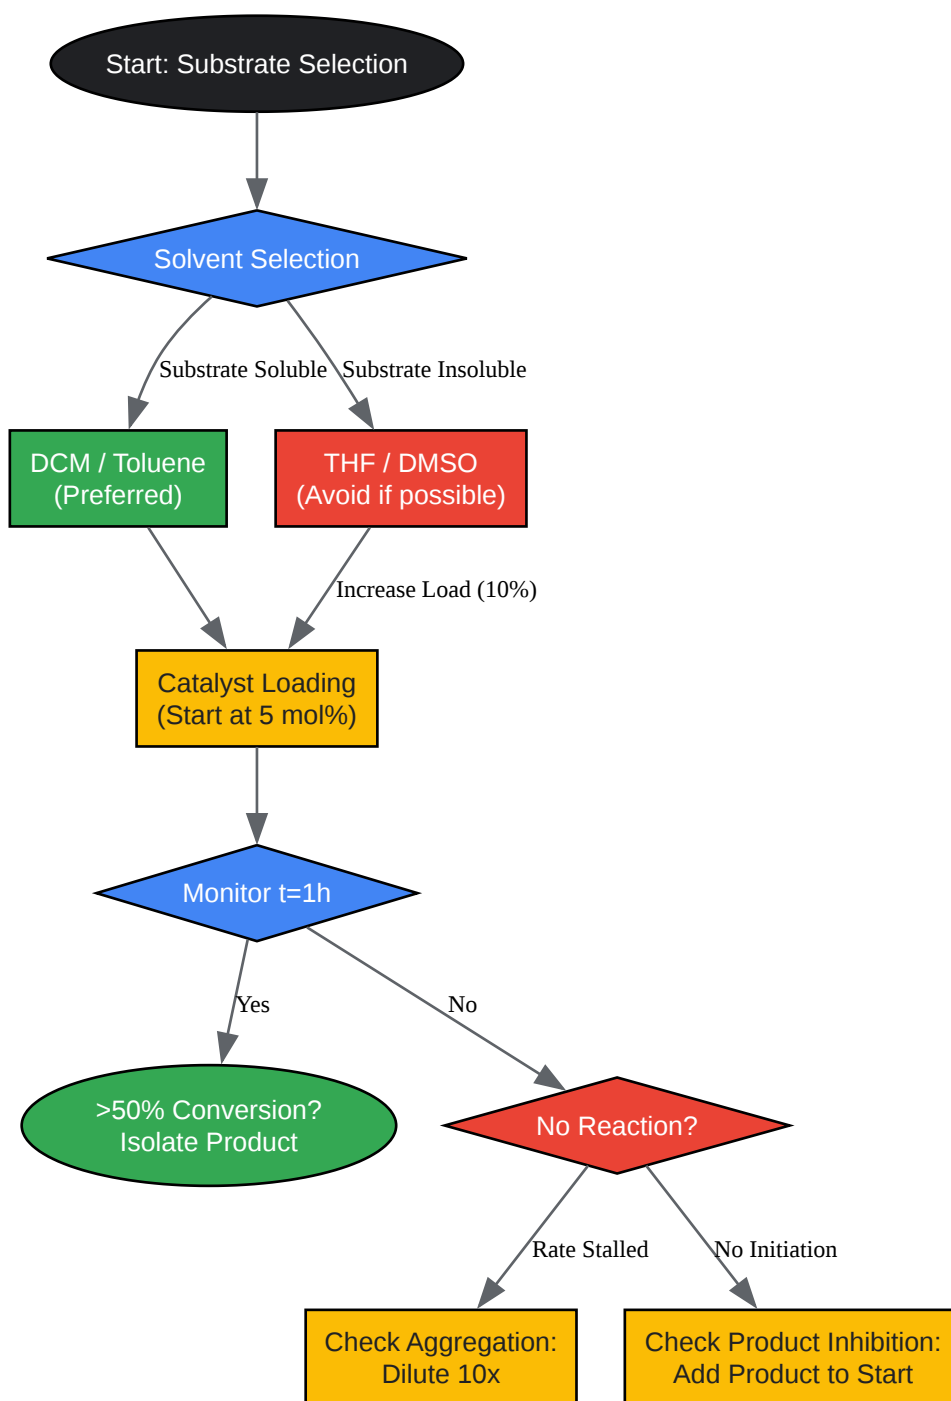 Start: Substrate Selection
Solvent Selection
Substrate Soluble
Substrate Insoluble
DCM / Toluene
(Preferred)
THF / DMSO
(Avoid if possible)
Increase Load (10%)
Catalyst Loading
(Start at 5 mol%)
Monitor t=1h
Yes
No
>50% Conversion?
Isolate Product
No Reaction?
Rate Stalled
No Initiation
Check Aggregation:
Dilute 10x
Check Product Inhibition:
Add Product to Start